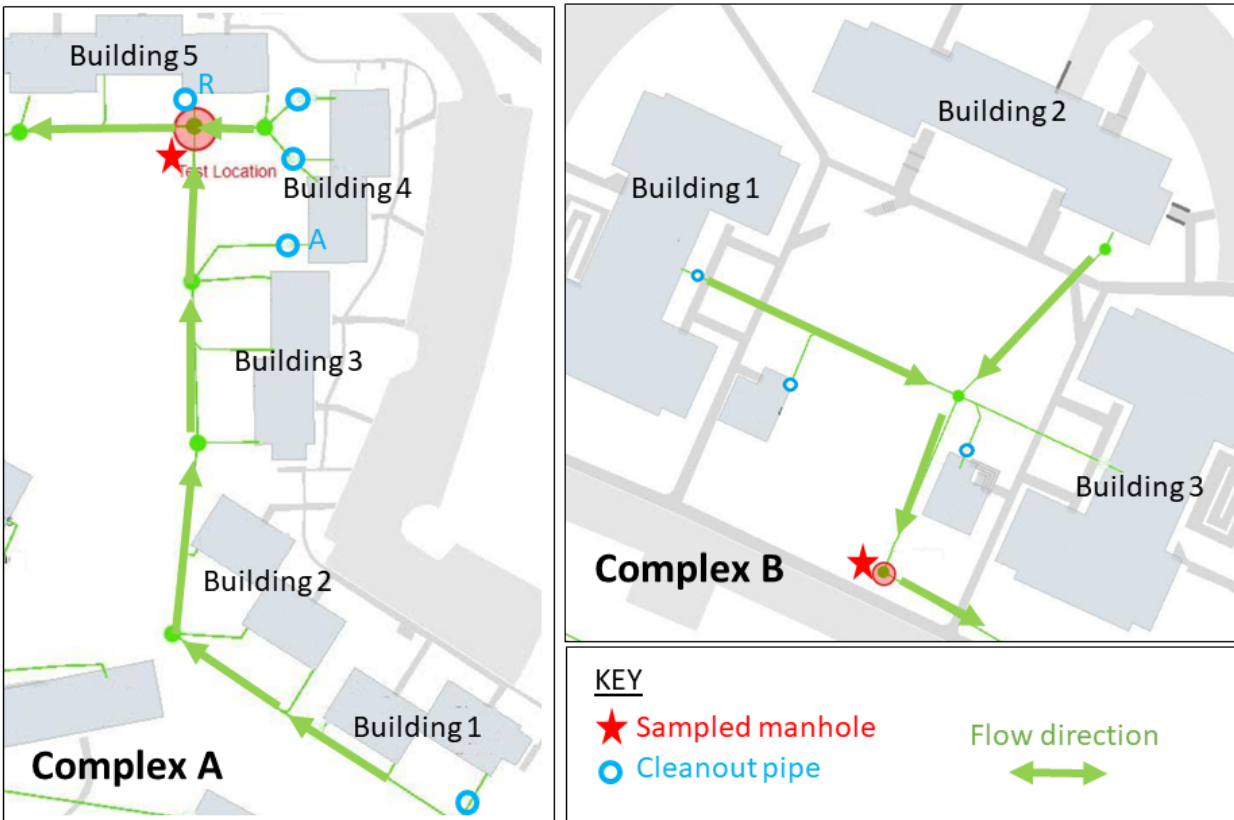 Building 5
R
Test Location
Building 4
A
Building 3
Building 2
Building 1
Complex A
Building 2
Building 1
Building 3
Complex B
KEY
Sampled manhole
Cleanout pipe
Flow direction